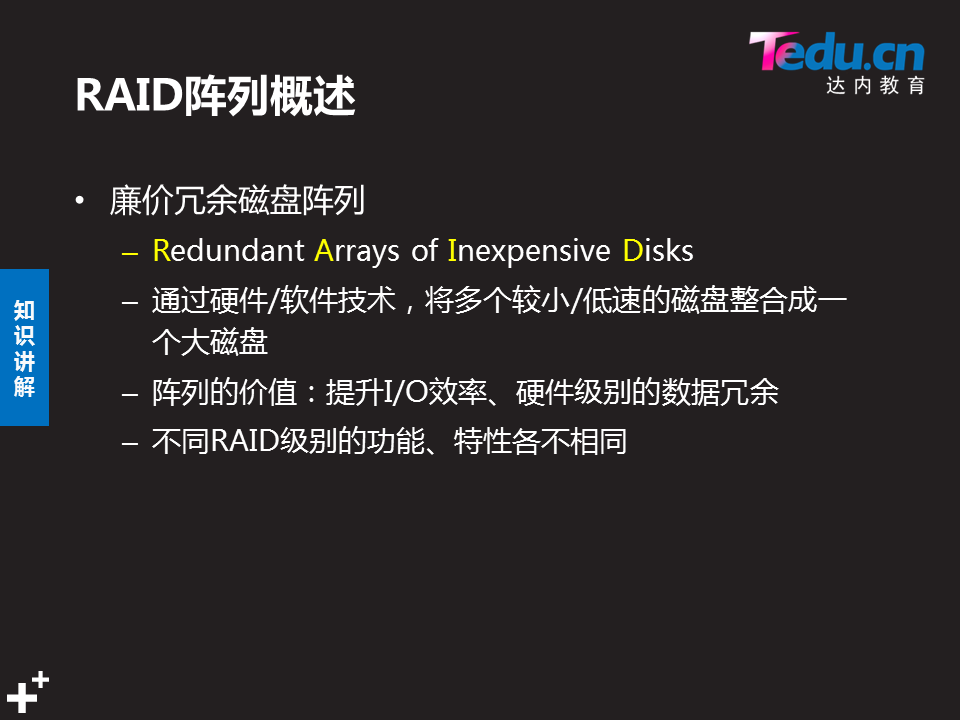 Tedu.cn
达内教育
RAID阵列概述
• 廉价冗余磁盘阵列
– Redundant Arrays of Inexpensive Disks
– 通过硬件/软件技术，将多个较小/低速的磁盘整合成一
个大磁盘
– 阵列的价值：提升I/O效率、硬件级别的数据冗余
– 不同RAID级别的功能、特性各不相同
知
识
讲
解